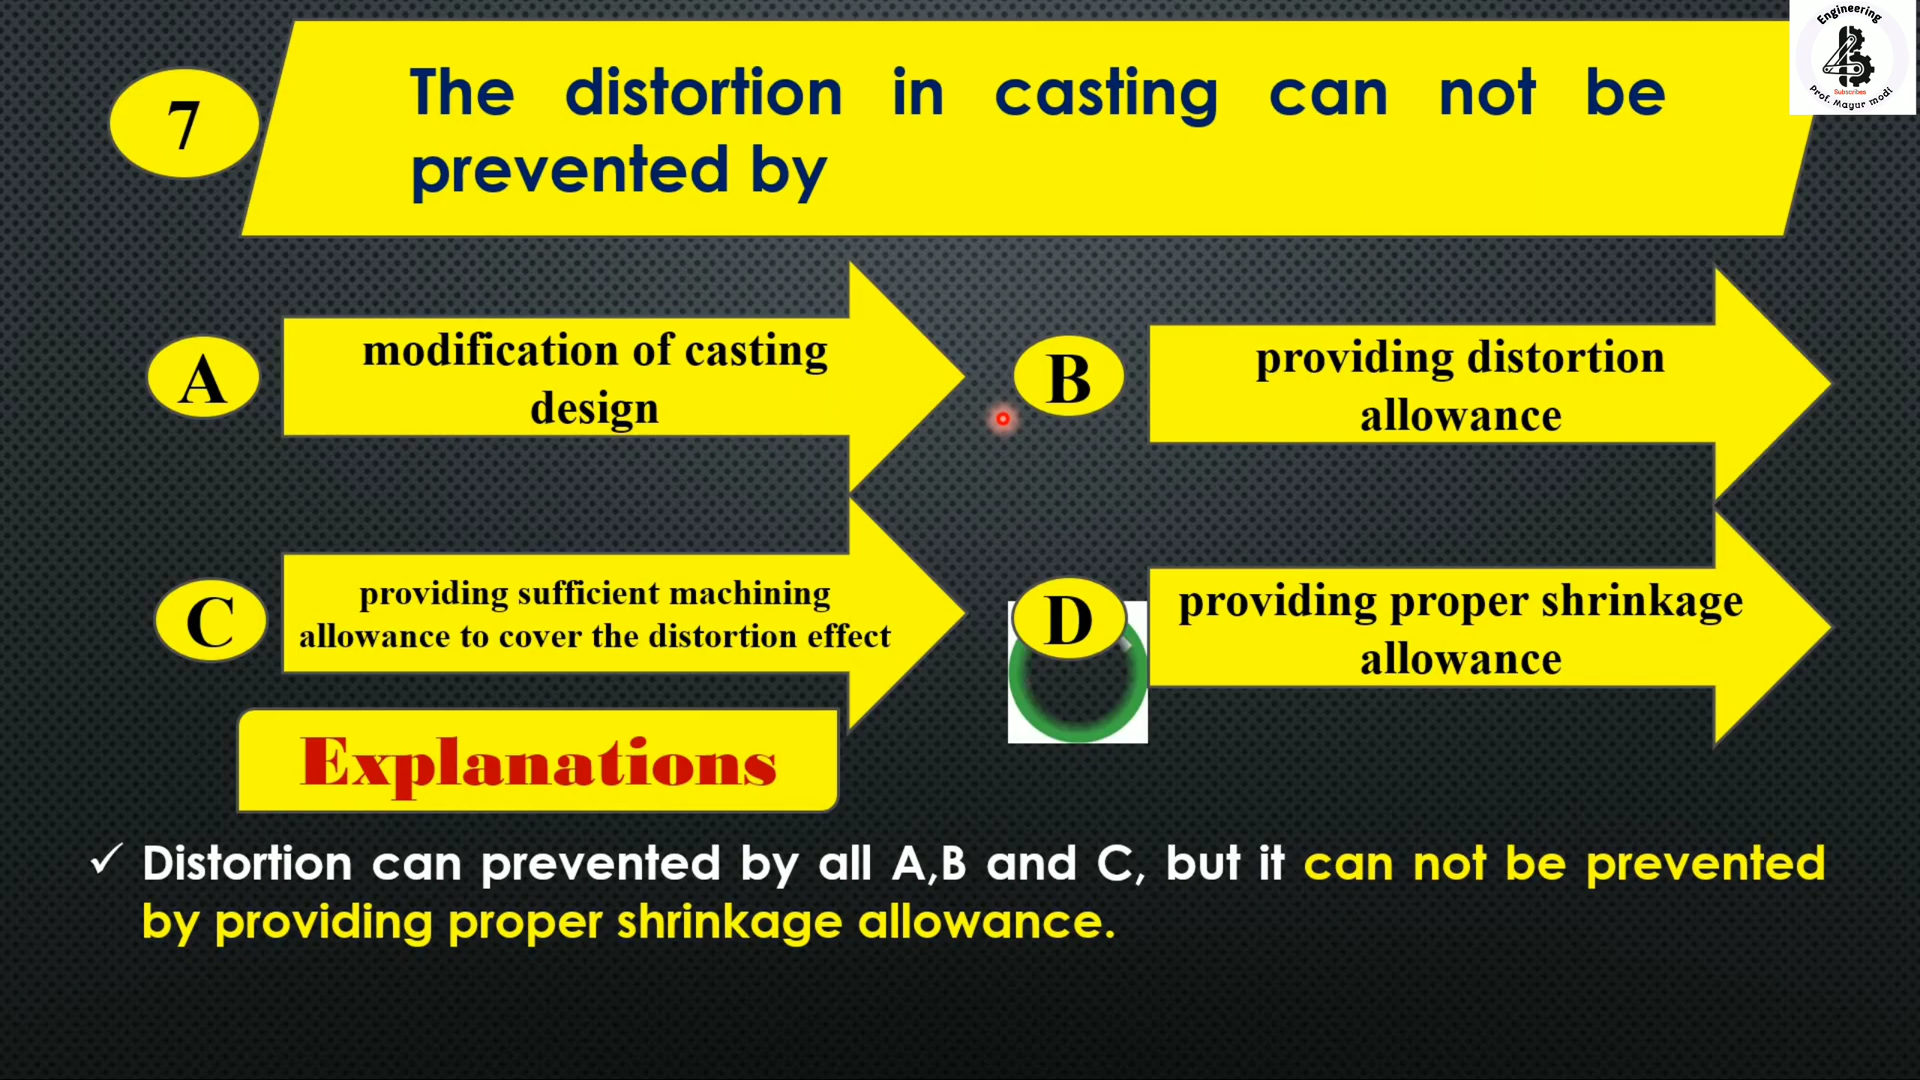 Engineering
Subscribes
Prof. Mayur modi
7
The distortion in casting can not be
prevented by
A
modification of casting
design
B
providing distortion
allowance
C
providing sufficient machining
allowance to cover the distortion effect
D
providing proper shrinkage
allowance
Explanations
✓ Distortion can prevented by all A,B and C, but it can not be prevented
by providing proper shrinkage allowance.